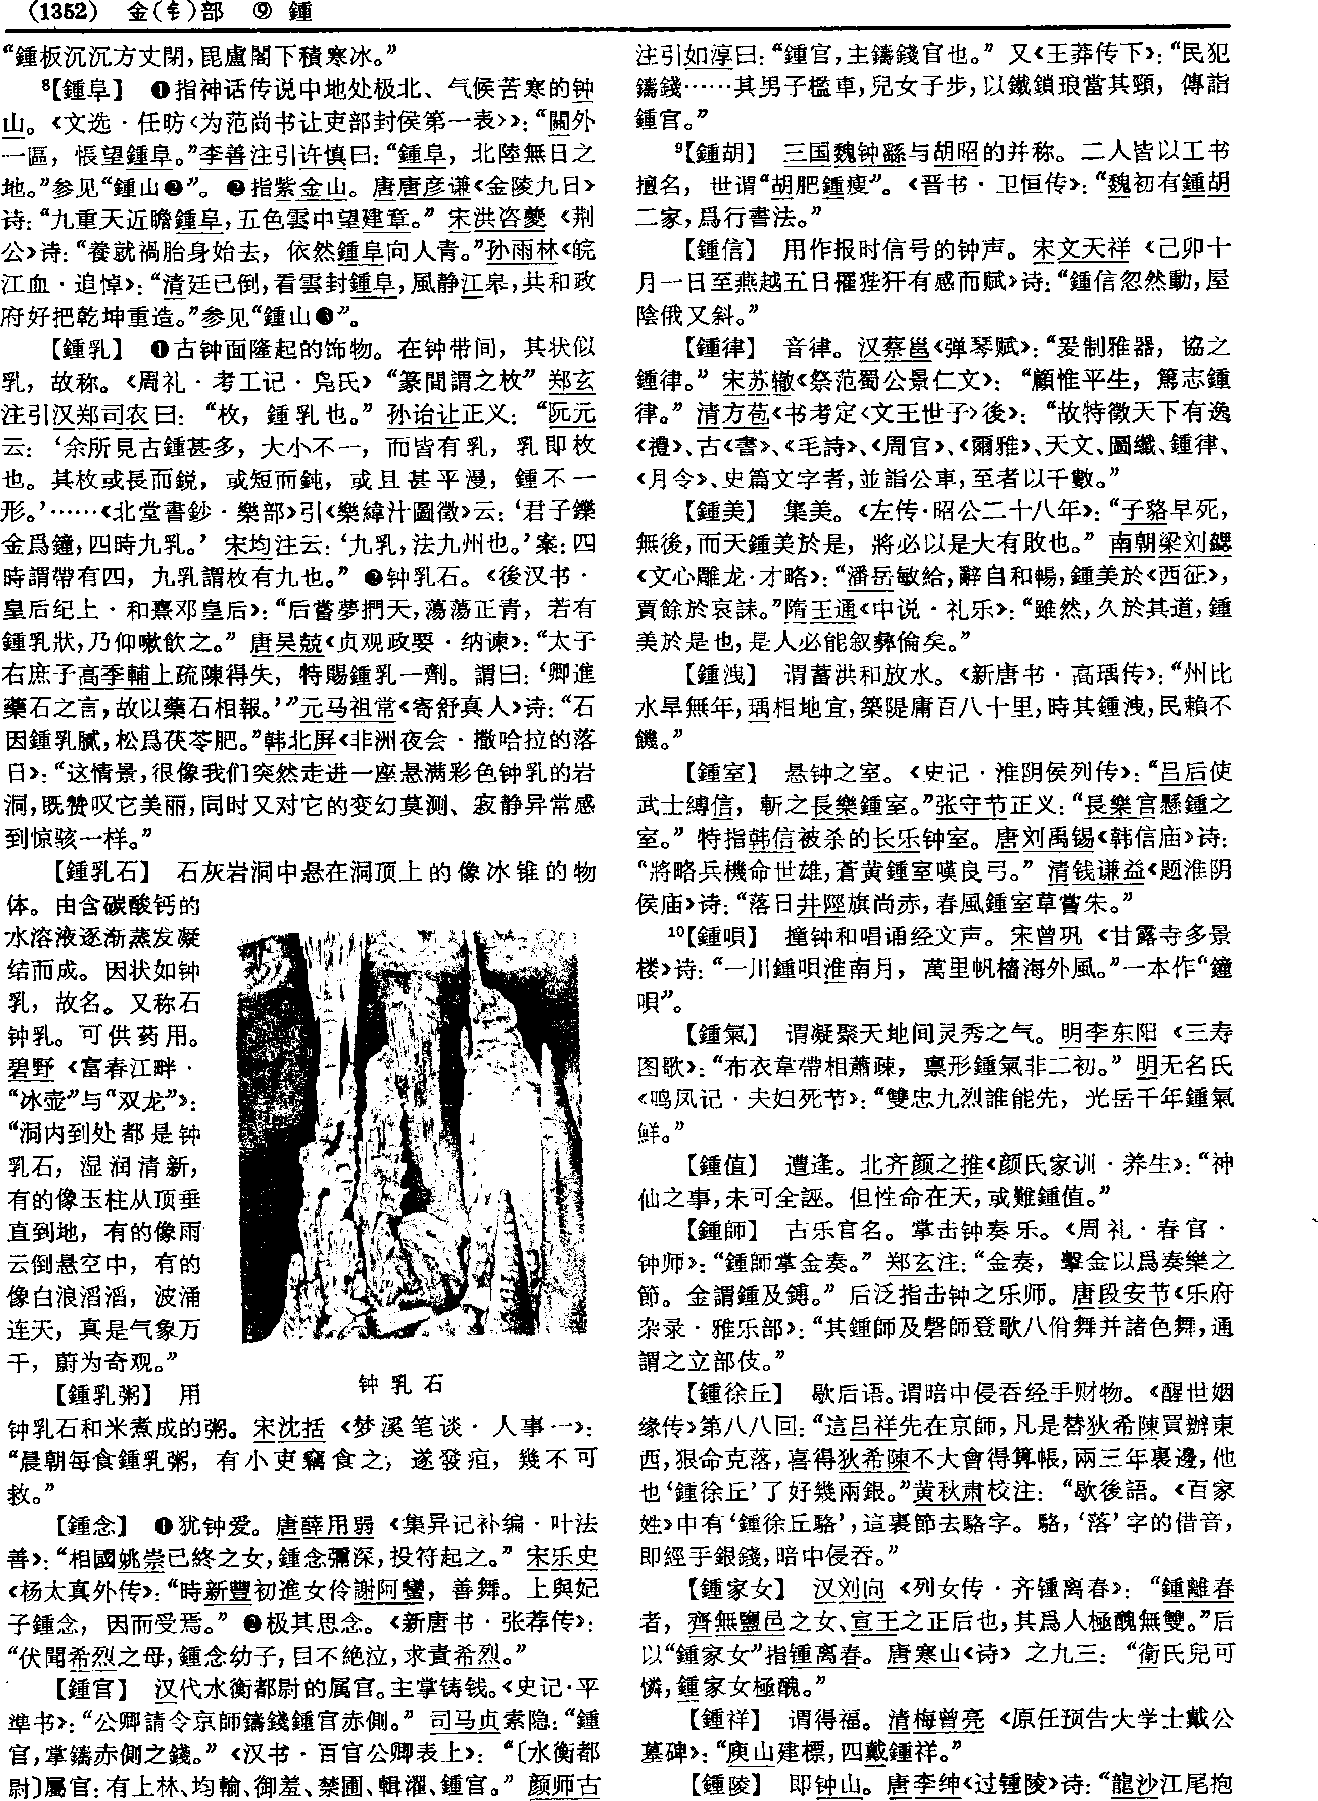 (1352) 金(钅)部 ⑨ 鍾
“鍾板沉沉方丈閉，毘盧閣下積寒冰。”
⁸【鍾阜】 ❶指神话传说中地处极北、气候苦寒的钟
山。《文选·任昉〈为范尚书让吏部封侯第一表〉》：“閫外
一區，悵望鍾阜。”李善注引许慎曰：“鍾阜，北陸無日之
地。”参见“鍾山❷”。❷指紫金山。唐唐彦谦《金陵九日》
诗：“九重天近瞻鍾阜，五色雲中望建章。”宋洪咨夔《荆
公》诗：“養就禍胎身始去，依然鍾阜向人青。”孙雨林《皖
江血·追悼》：“清廷已倒，看雲封鍾阜，風静江皋，共和政
府好把乾坤重造。”参见“鍾山❸”。
【鍾乳】 ❶古钟面隆起的饰物。在钟带间，其状似
乳，故称。《周礼·考工记·凫氏》“篆間謂之枚”郑玄
注引汉郑司农曰：“枚，鍾乳也。”孙诒让正义：“阮元
云：‘余所見古鍾甚多，大小不一，而皆有乳，乳即枚
也。其枚或長而鋭，或短而鈍，或且甚平漫，鍾不一
形。’……《北堂書鈔·樂部》引《樂緯汁圖徵》云：‘君子鑠
金爲鐘，四時九乳。’宋均注云：‘九乳，法九州也。’案：四
時謂帶有四，九乳謂枚有九也。”❷钟乳石。《後汉书·
皇后纪上·和熹邓皇后》：“后嘗夢捫天，蕩蕩正青，若有
鍾乳狀，乃仰嗽飲之。”唐吴兢《贞观政要·纳谏》：“太子
右庶子高季輔上疏陳得失，特賜鍾乳一劑。謂曰：‘卿進
藥石之言，故以藥石相報。’”元马祖常《寄舒真人》诗：“石
因鍾乳膩，松爲茯苓肥。”韩北屏《非洲夜会·撒哈拉的落
日》：“这情景，很像我们突然走进一座悬满彩色钟乳的岩
洞，既赞叹它美丽，同时又对它的变幻莫测、寂静异常感
到惊骇一样。”
【鍾乳石】 石灰岩洞中悬在洞顶上的像冰锥的物
体。由含碳酸钙的
水溶液逐渐蒸发凝
结而成。因状如钟
乳，故名。又称石
钟乳。可供药用。
碧野《富春江畔·
“冰壶”与“双龙”》：
“洞内到处都是钟
乳石，湿润清新，
有的像玉柱从顶垂
直到地，有的像雨
云倒悬空中，有的
像白浪滔滔，波涌
连天，真是气象万
千，蔚为奇观。”
钟乳石
【鍾乳粥】 用
钟乳石和米煮成的粥。宋沈括《梦溪笔谈·人事一》：
“晨朝每食鍾乳粥，有小吏竊食之，遂發疽，幾不可
救。”
【鍾念】 ❶犹钟爱。唐薛用弱《集异记补编·叶法
善》：“相國姚崇已終之女，鍾念彌深，投符起之。”宋乐史
《杨太真外传》：“時新豐初進女伶謝阿蠻，善舞。上與妃
子鍾念，因而受焉。”❷极其思念。《新唐书·张荐传》：
“伏聞希烈之母，鍾念幼子，目不絶泣，求責希烈。”
【鍾官】 汉代水衡都尉的属官。主掌铸钱。《史记·平
準书》：“公卿請令京師鑄錢鍾官赤側。”司马贞索隐：“鍾
官，掌鑄赤側之錢。”《汉书·百官公卿表上》：“〔水衡都
尉〕屬官：有上林、均輸、御羞、禁圃、輯濯、鍾官。”颜师古
注引如淳曰：“鍾官，主鑄錢官也。”又《王莽传下》：“民犯
鑄錢……其男子檻車，兒女子步，以鐵鎖琅當其頸，傳詣
鍾官。”
⁹【鍾胡】 三国魏钟繇与胡昭的并称。二人皆以工书
擅名，世谓“胡肥鍾瘦”。《晋书·卫恒传》：“魏初有鍾胡
二家，爲行書法。”
【鍾信】 用作报时信号的钟声。宋文天祥《己卯十
月一日至燕越五日罹狴犴有感而赋》诗：“鍾信忽然動，屋
陰俄又斜。”
【鍾律】 音律。汉蔡邕《弹琴赋》：“爰制雅器，協之
鍾律。”宋苏辙《祭范蜀公景仁文》：“顧惟平生，篤志鍾
律。”清方苞《书考定〈文王世子〉後》：“故特徵天下有逸
《禮》、古《書》、《毛詩》、《周官》、《爾雅》、天文、圖讖、鍾律、
《月令》、史篇文字者，並詣公車，至者以千數。”
【鍾美】 集美。《左传·昭公二十八年》：“子貉早死，
無後，而天鍾美於是，將必以是大有敗也。”南朝梁刘勰
《文心雕龙·才略》：“潘岳敏給，辭自和暢，鍾美於《西征》，
賈餘於哀誄。”隋王通《中说·礼乐》：“雖然，久於其道，鍾
美於是也，是人必能叙彝倫矣。”
【鍾洩】 谓蓄洪和放水。《新唐书·高瑀传》：“州比
水旱無年，瑀相地宜，築隄庸百八十里，時其鍾洩，民賴不
饑。”
【鍾室】 悬钟之室。《史记·淮阴侯列传》：“吕后使
武士縛信，斬之長樂鍾室。”张守节正义：“長樂宫懸鍾之
室。”特指韩信被杀的长乐钟室。唐刘禹锡《韩信庙》诗：
“將略兵機命世雄，蒼黄鍾室嘆良弓。”清钱谦益《题淮阴
侯庙》诗：“落日井陘旗尚赤，春風鍾室草嘗朱。”
¹⁰【鍾唄】 撞钟和唱诵经文声。宋曾巩《甘露寺多景
楼》诗：“一川鍾唄淮南月，萬里帆檣海外風。”一本作“鐘
唄”。
【鍾氣】 谓凝聚天地间灵秀之气。明李东阳《三寿
图歌》：“布衣韋帶相蕭疎，禀形鍾氣非二初。”明无名氏
《鸣凤记·夫妇死节》：“雙忠九烈誰能先，光岳千年鍾氣
鮮。”
【鍾值】 遭逢。北齐颜之推《颜氏家训·养生》：“神
仙之事，未可全誣。但性命在天，或難鍾值。”
【鍾師】 古乐官名。掌击钟奏乐。《周礼·春官·
钟师》：“鍾師掌金奏。”郑玄注：“金奏，擊金以爲奏樂之
節。金謂鍾及鎛。”后泛指击钟之乐师。唐段安节《乐府
杂录·雅乐部》：“其鍾師及磬師登歌八佾舞并諸色舞，通
謂之立部伎。”
【鍾徐丘】 歇后语。谓暗中侵吞经手财物。《醒世姻
缘传》第八八回：“這吕祥先在京師，凡是替狄希陳買辦東
西，狠命克落，喜得狄希陳不大會得算帳，兩三年裏邊，他
也‘鍾徐丘’了好幾兩銀。”黄秋肃校注：“歇後語。《百家
姓》中有‘鍾徐丘駱’，這裏節去駱字。駱，‘落’字的借音，
即經手銀錢，暗中侵吞。”
【鍾家女】 汉刘向《列女传·齐锺离春》：“鍾離春
者，齊無鹽邑之女、宣王之正后也，其爲人極醜無雙。”后
以“鍾家女”指锺离春。唐寒山《诗》之九三：“衛氏兒可
憐，鍾家女極醜。”
【鍾祥】 谓得福。清梅曾亮《原任预告大学士戴公
墓碑》：“庾山建標，四戴鍾祥。”
【鍾陵】 即钟山。唐李绅《过锺陵》诗：“龍沙江尾抱